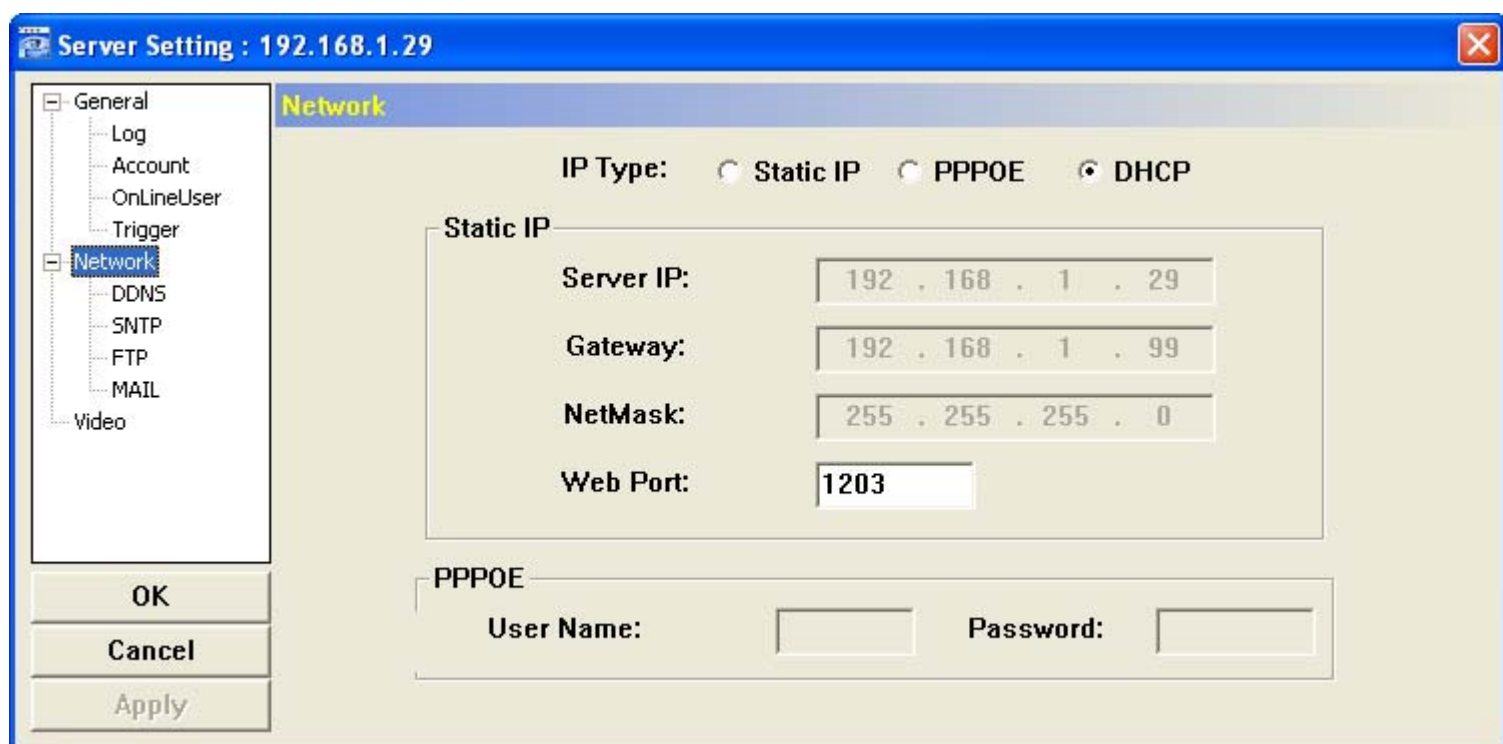 Server Setting : 192.168.1.29
General
Log
Account
OnLineUser
Trigger
Network
DDNS
SNTP
FTP
MAIL
Video
OK
Cancel
Apply
Network
IP Type: Static IP PPPOE DHCP
Static IP
Server IP: 192 . 168 . 1 . 29
Gateway: 192 . 168 . 1 . 99
NetMask: 255 . 255 . 255 . 0
Web Port: 1203
PPPOE
User Name: Password: